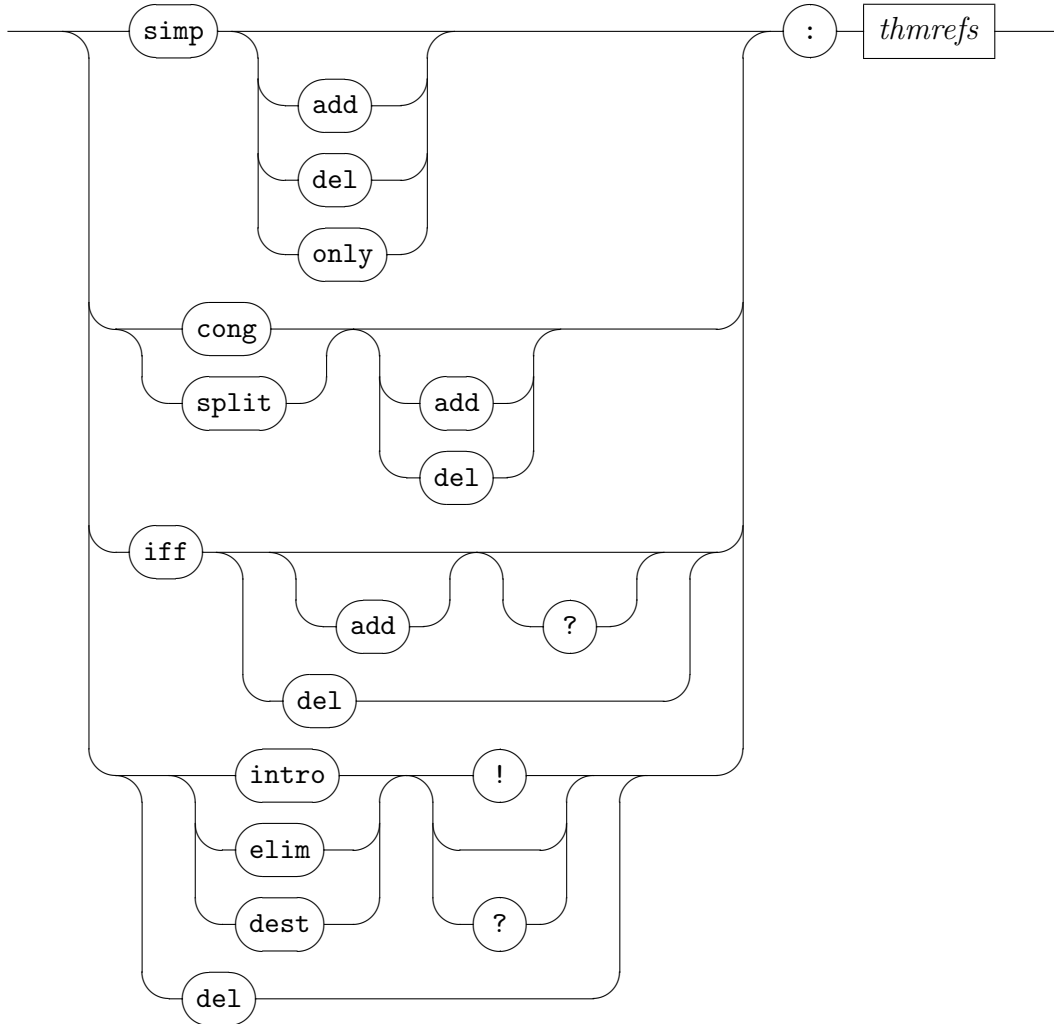 simp : thmrefs
add
del
only
cong
split add
del
iff
add ?
del
intro !
elim
dest ?
del